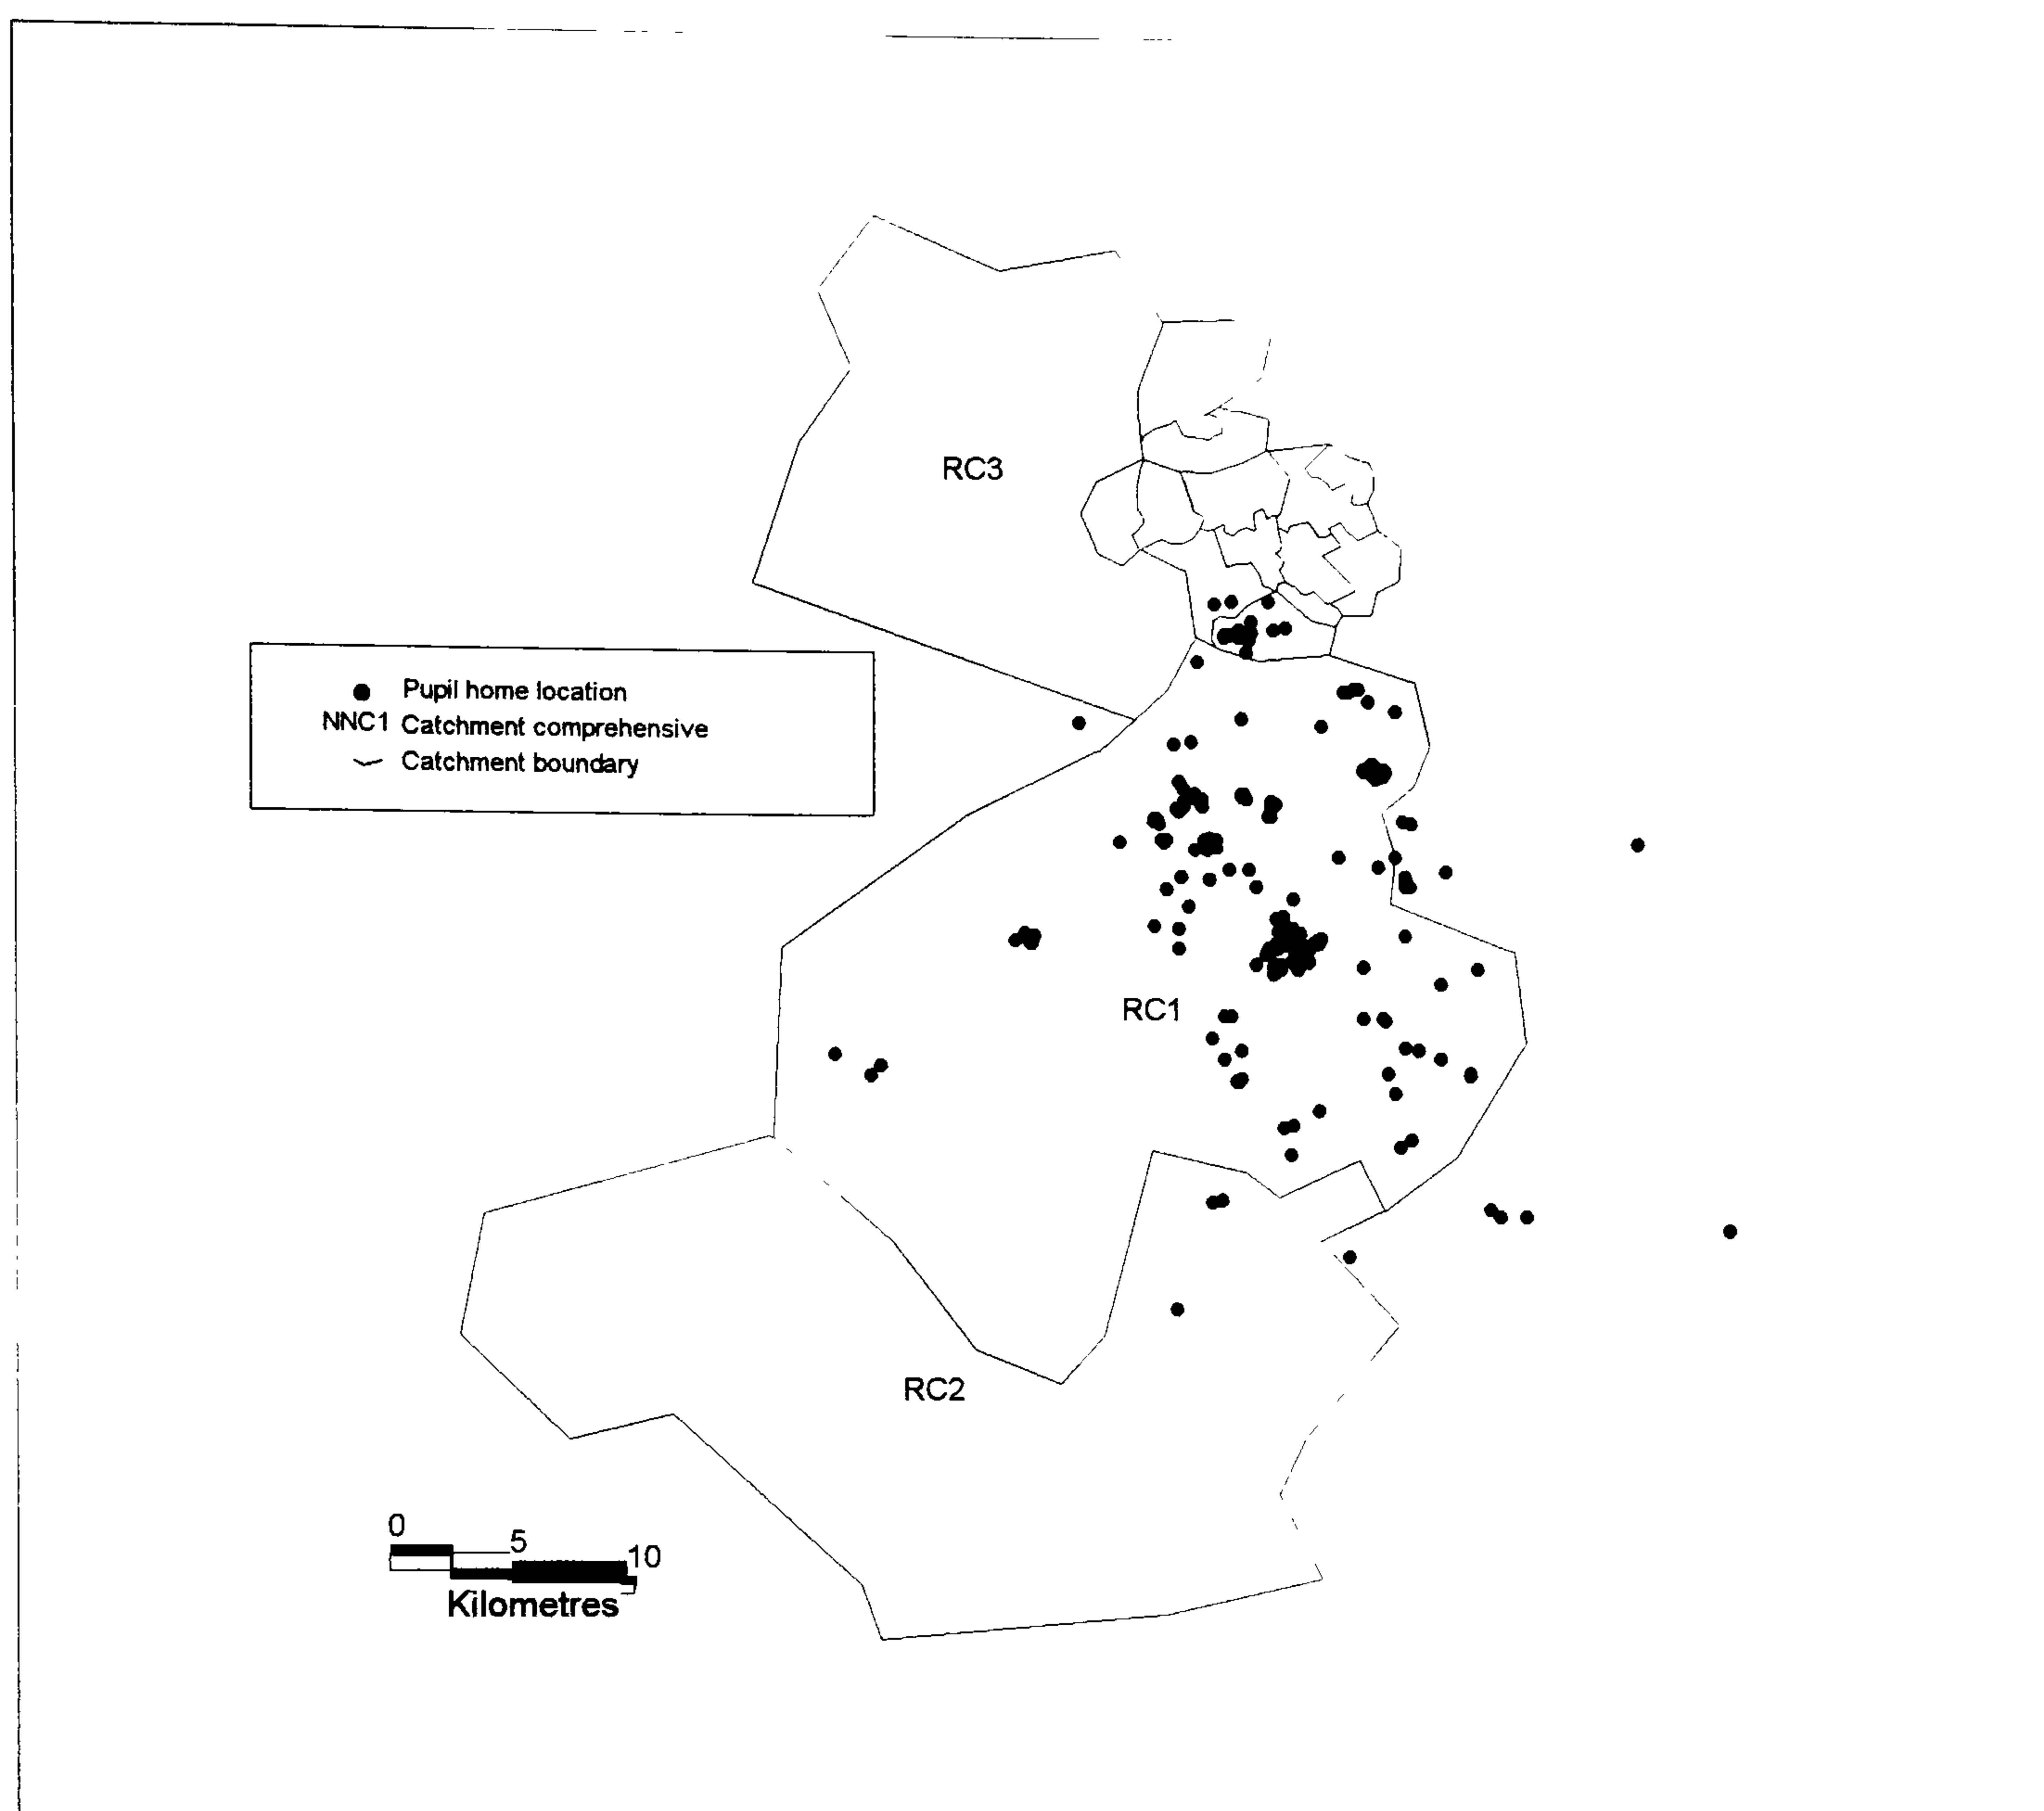 RC3
Pupil home location
NNC1 Catchment comprehensive
Catchment boundary
RC1
RC2
0 5 10
Kilometres